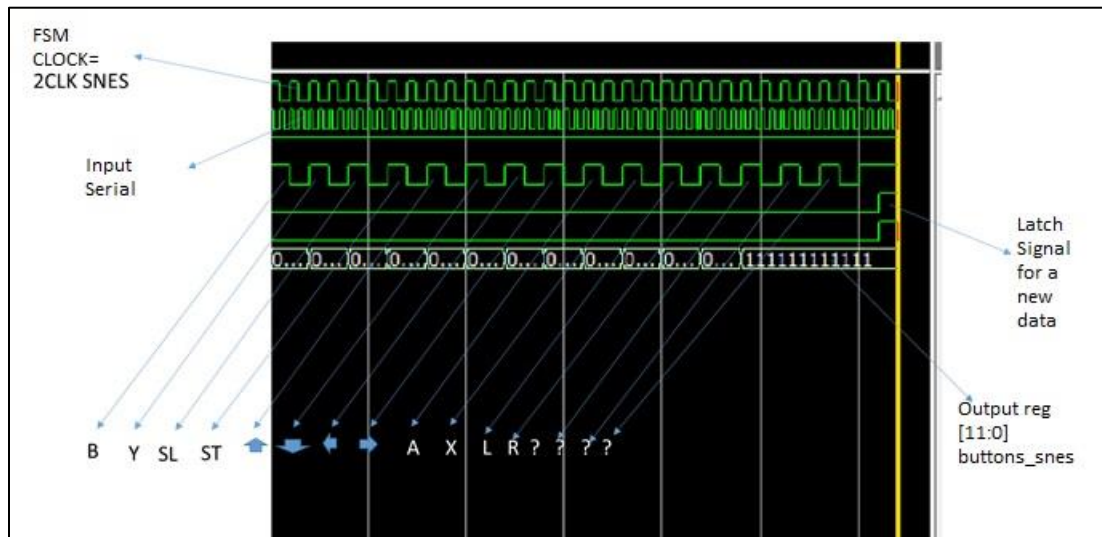 FSM
CLOCK=
2CLK SNES
Input
Serial
0... 0... 0... 0... 0... 0... 0... 0... 0... 0... 0... 0... 111111111111
Latch
Signal
for a
new
data
Output reg
[11:0]
buttons_snes
B Y SL ST A X L R ? ? ? ?